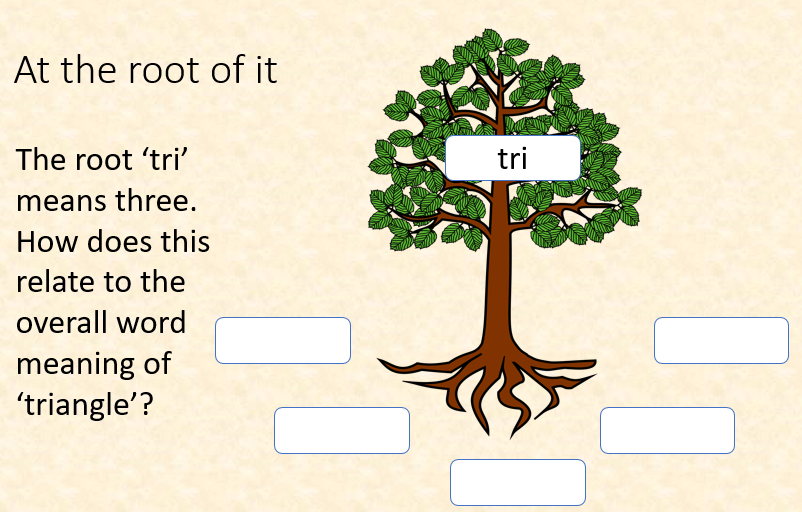 At the root of it
The root ‘tri’
means three.
How does this
relate to the
overall word
meaning of
‘triangle’?
tri